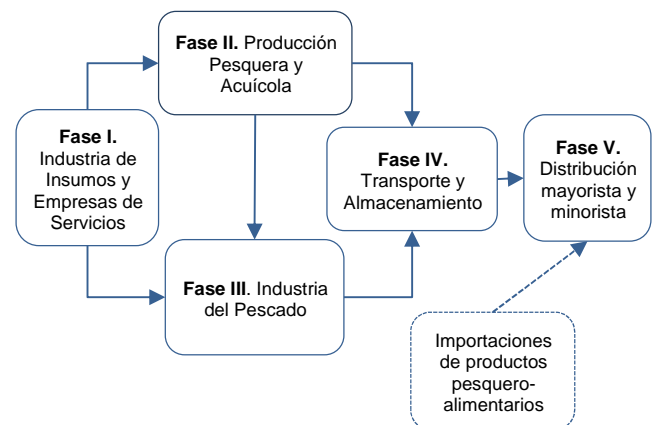 Fase I.
Industria de
Insumos y
Empresas de
Servicios
Fase II. Producción
Pesquera y
Acuícola
Fase III. Industria
del Pescado
Fase IV.
Transporte y
Almacenamiento
Fase V.
Distribución
mayorista y
minorista
Importaciones
de productos
pesquero-
alimentarios